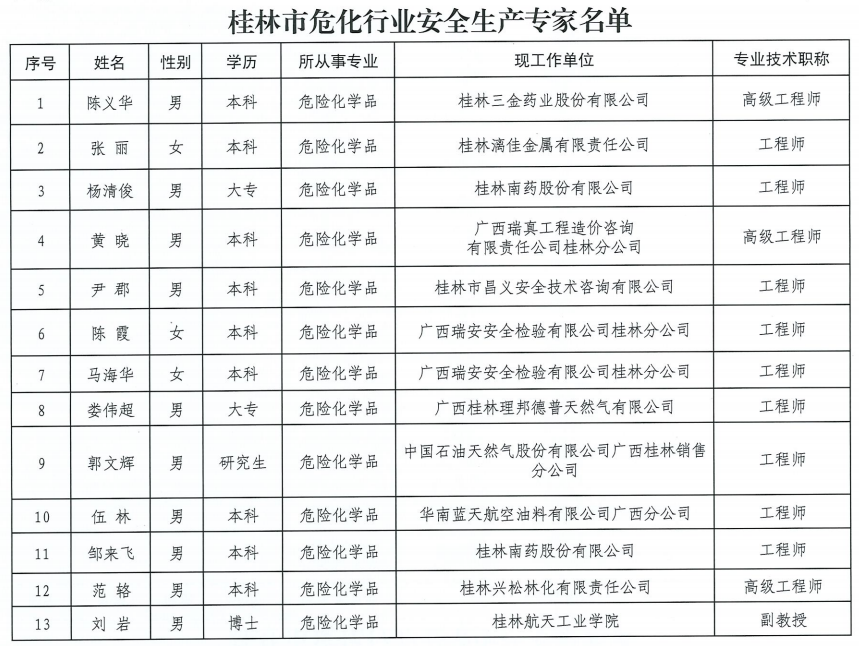 桂林市危化行业安全生产专家名单
序号 姓名 性别 学历 所从事专业 现工作单位 专业技术职称
1 陈义华 男 本科 危险化学品 桂林三金药业股份有限公司 高级工程师
2 张 丽 女 本科 危险化学品 桂林漓佳金属有限责任公司 工程师
3 杨清俊 男 大专 危险化学品 桂林南药股份有限公司 工程师
4 黄 晓 男 本科 危险化学品 广西瑞真工程造价咨询
有限责任公司桂林分公司 高级工程师
5 尹 郡 男 本科 危险化学品 桂林市昌义安全技术咨询有限公司 工程师
6 陈 霞 女 本科 危险化学品 广西瑞安安全检验有限公司桂林分公司 工程师
7 马海华 女 本科 危险化学品 广西瑞安安全检验有限公司桂林分公司 工程师
8 娄伟超 男 大专 危险化学品 广西桂林理邦德普天然气有限公司 工程师
9 郭文辉 男 研究生 危险化学品 中国石油天然气股份有限公司广西桂林销售
分公司 工程师
10 伍 林 男 本科 危险化学品 华南蓝天航空油料有限公司广西分公司 工程师
11 邹来飞 男 本科 危险化学品 桂林南药股份有限公司 工程师
12 范 辂 男 本科 危险化学品 桂林兴松林化有限责任公司 高级工程师
13 刘 岩 男 博士 危险化学品 桂林航天工业学院 副教授